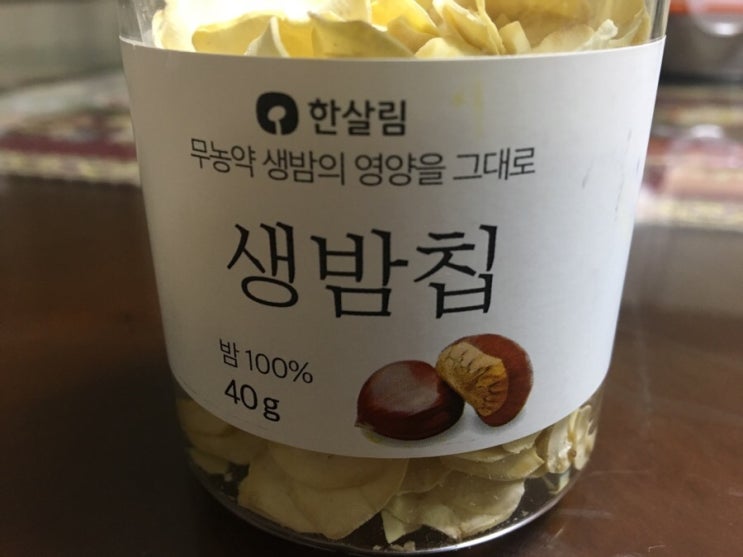 한살림
무농약 생밤의 영양을 그대로
생밤칩
밤 100%
40g